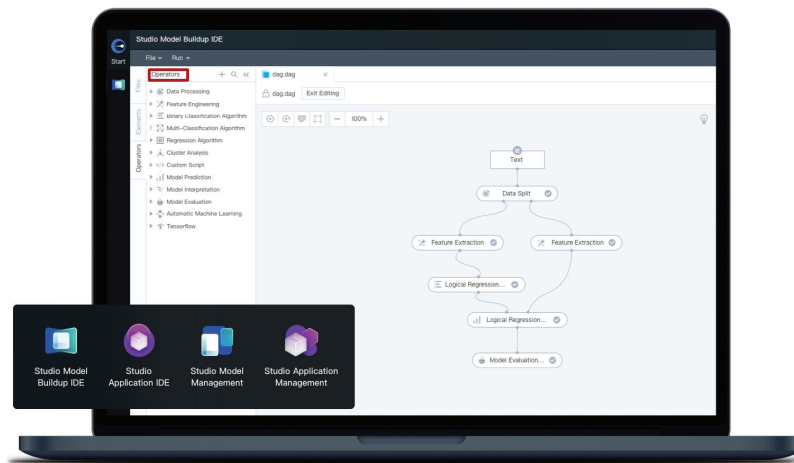 Studio Model Buildup IDE
Start
File
Run
Files
Elements
Operators
Operators
Data Processing
Feature Engineering
Binary Classification Algorithm
Multi-Classification Algorithm
Regression Algorithm
Cluster Analysis
Custom Script
Model Prediction
Model Interpretation
Model Evaluation
Automatic Machine Learning
Tensorflow
dag.dag
dag.dag
Exit Editing
100%
Text
Data Split
Feature Extraction
Feature Extraction
Logical Regression...
Logical Regression...
Model Evaluation...
Studio Model
Buildup IDE
Studio
Application IDE
Studio Model
Management
Studio Application
Management